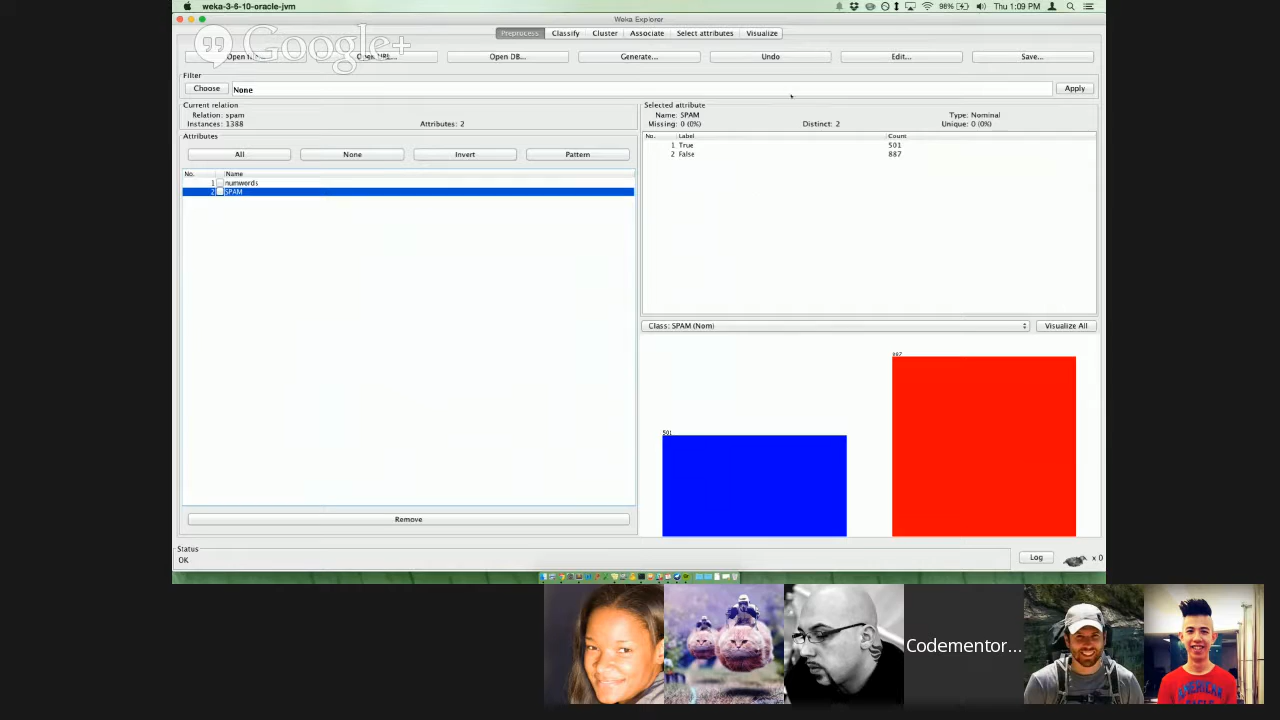 weka-3-6-10-oracle-jvm 98% Thu 1:09 PM
Weka Explorer
Preprocess Classify Cluster Associate Select attributes Visualize
Google+
Open DB... Generate... Undo Edit... Save...
Filter
Choose None Apply
Current relation
Relation: spam
Instances: 1388 Attributes: 2
Selected attribute
Name: SPAM Type: Nominal
Missing: 0 (0%) Distinct: 2 Unique: 0 (0%)
Attributes
All None Invert Pattern
No. Name
1 numwords
2 SPAM
No. Label Count
1 True 501
2 False 887
Class: SPAM (Nom) Visualize All
887
501
Remove
Status
OK
Log x 0
Codementor...
AMERICAN
EAGLE